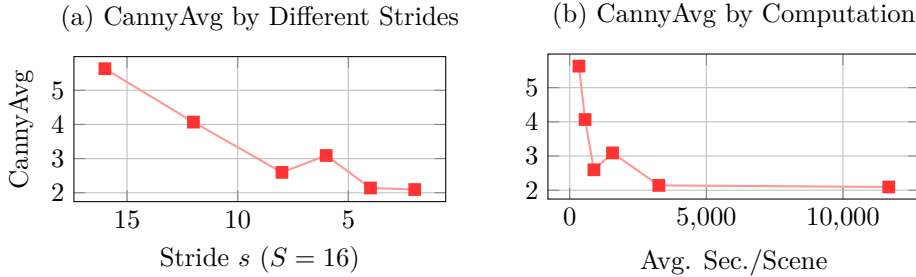 (a) CannyAvg by Different Strides
CannyAvg
5
4
3
2
15
10
5
Stride s (S = 16)
(b) CannyAvg by Computation
5
4
3
2
0
5,000
10,000
Avg. Sec./Scene